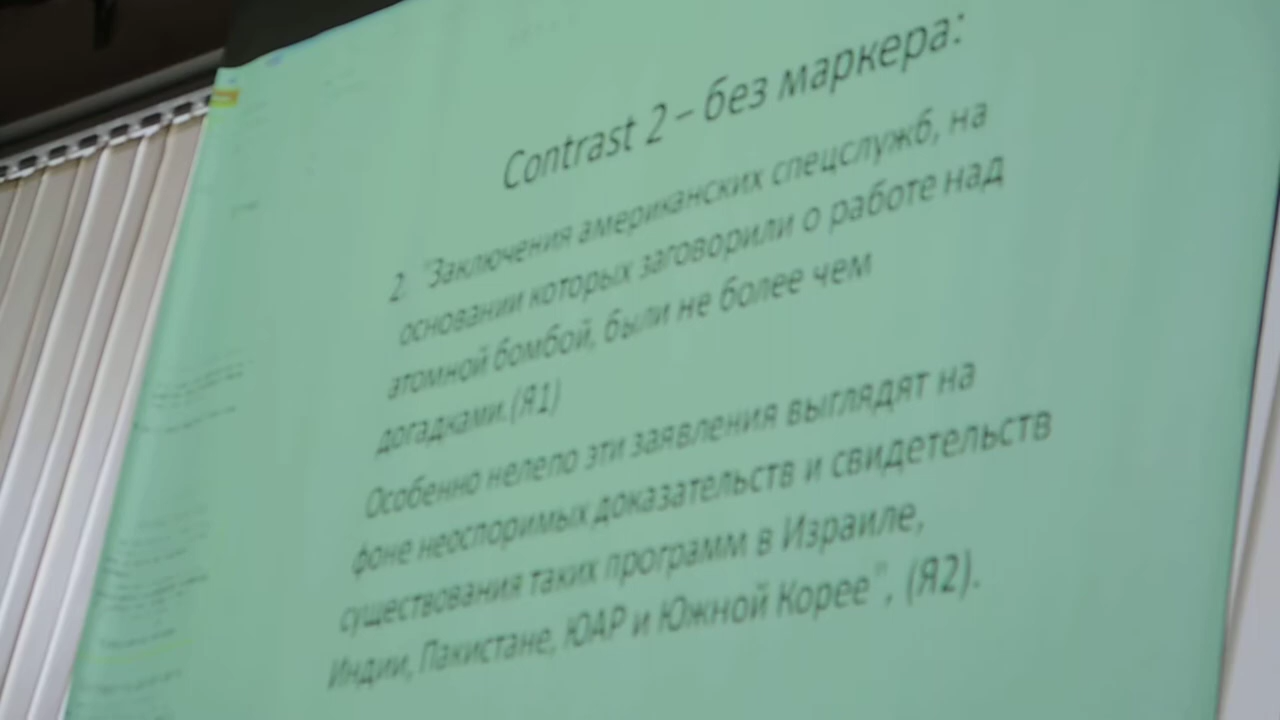 Contrast 2 – без маркера:
2. "Заключения американских спецслужб, на
основании которых заговорили о работе над
атомной бомбой, были не более чем
догадками.(Я1)
Особенно нелепо эти заявления выглядят на
фоне неоспоримых доказательств и свидетельств
существования таких программ в Израиле,
Индии, Пакистане, ЮАР и Южной Корее", (Я2).